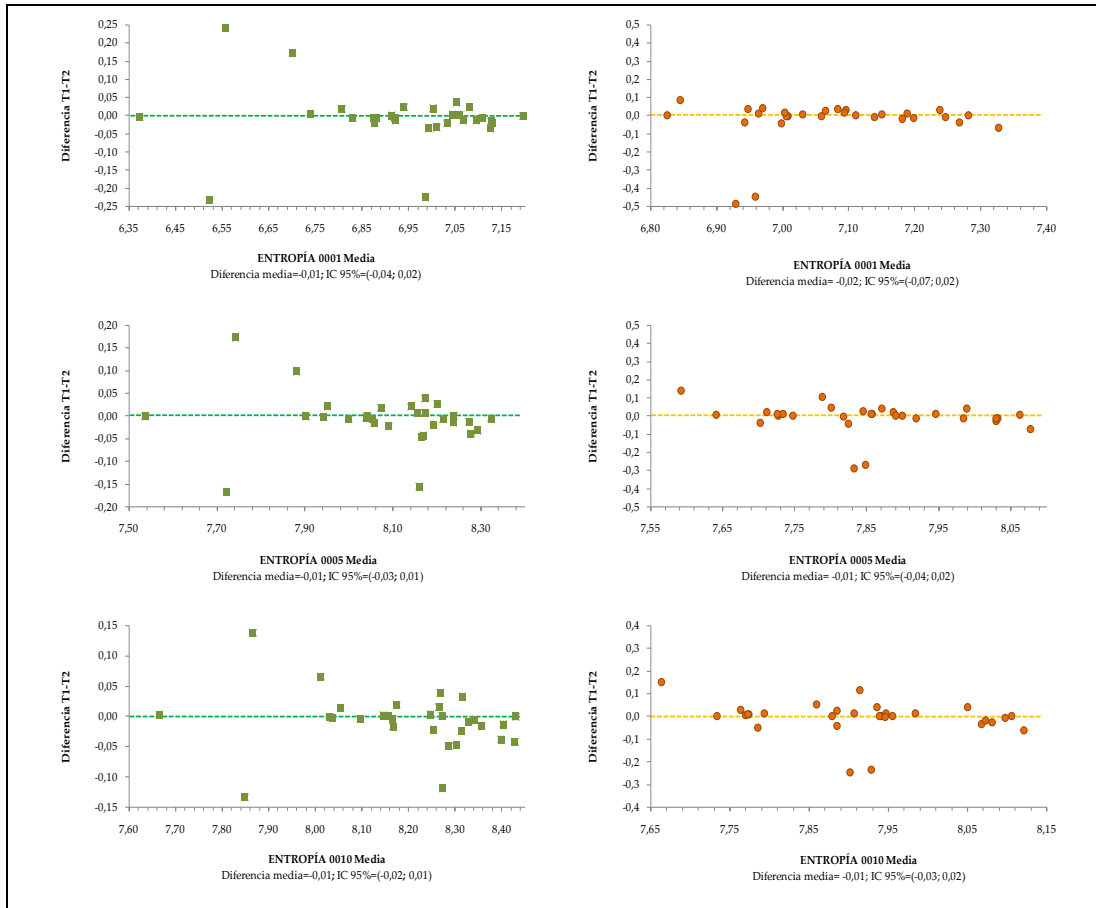 Diferencia T1-T2
0,25
0,20
0,15
0,10
0,05
0,00
-0,05
-0,10
-0,15
-0,20
-0,25
6,35 6,45 6,55 6,65 6,75 6,85 6,95 7,05 7,15
ENTROPÍA 0001 Media
Diferencia media=-0,01; IC 95%=(-0,04; 0,02)
Diferencia T1-T2
0,5
0,4
0,3
0,2
0,1
0,0
-0,1
-0,2
-0,3
-0,4
-0,5
6,80 6,90 7,00 7,10 7,20 7,30 7,40
ENTROPÍA 0001 Media
Diferencia media= -0,02; IC 95%=(-0,07; 0,02)
Diferencia T1-T2
0,20
0,15
0,10
0,05
0,00
-0,05
-0,10
-0,15
-0,20
7,50 7,70 7,90 8,10 8,30
ENTROPÍA 0005 Media
Diferencia media=-0,01; IC 95%=(-0,03; 0,01)
Diferencia T1-T2
0,5
0,4
0,3
0,2
0,1
0,0
-0,1
-0,2
-0,3
-0,4
-0,5
7,55 7,65 7,75 7,85 7,95 8,05
ENTROPÍA 0005 Media
Diferencia media= -0,01; IC 95%=(-0,04; 0,02)
Diferencia T1-T2
0,15
0,10
0,05
0,00
-0,05
-0,10
-0,15
7,60 7,70 7,80 7,90 8,00 8,10 8,20 8,30 8,40
ENTROPÍA 0010 Media
Diferencia media=-0,01; IC 95%=(-0,02; 0,01)
Diferencia T1-T2
0,4
0,3
0,2
0,1
0,0
-0,1
-0,2
-0,3
-0,4
7,65 7,75 7,85 7,95 8,05 8,15
ENTROPÍA 0010 Media
Diferencia media= -0,01; IC 95%=(-0,03; 0,02)